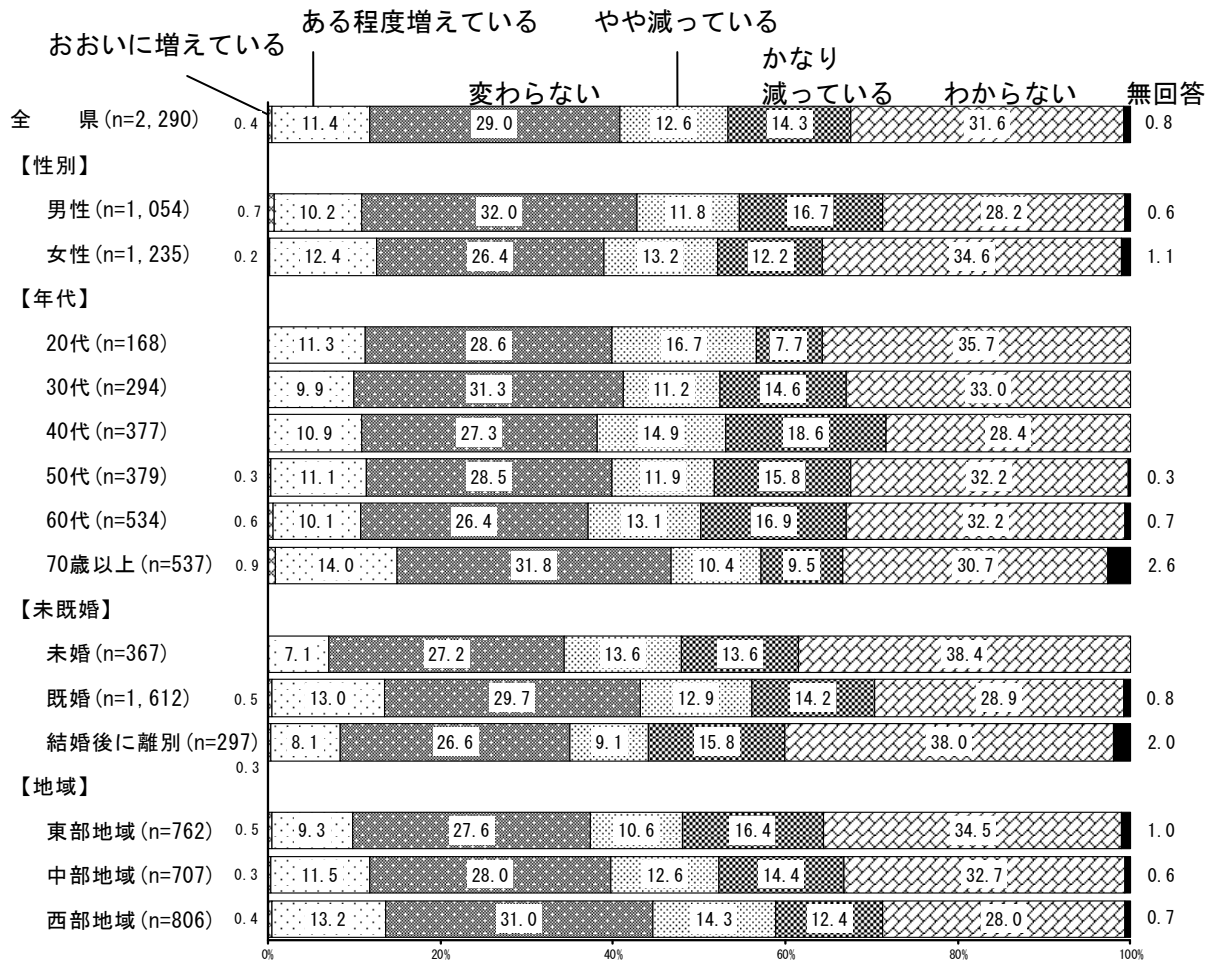 ある程度増えている　やや減っている
おおいに増えている
かなり
変わらない　減っている　わからない　無回答
全　県(n=2,290) 0.4 11.4 29.0 12.6 14.3 31.6 0.8
【性別】
男性(n=1,054) 0.7 10.2 32.0 11.8 16.7 28.2 0.6
女性(n=1,235) 0.2 12.4 26.4 13.2 12.2 34.6 1.1
【年代】
20代(n=168) 11.3 28.6 16.7 7.7 35.7
30代(n=294) 9.9 31.3 11.2 14.6 33.0
40代(n=377) 10.9 27.3 14.9 18.6 28.4
50代(n=379) 0.3 11.1 28.5 11.9 15.8 32.2 0.3
60代(n=534) 0.6 10.1 26.4 13.1 16.9 32.2 0.7
70歳以上(n=537) 0.9 14.0 31.8 10.4 9.5 30.7 2.6
【未既婚】
未婚(n=367) 7.1 27.2 13.6 13.6 38.4
既婚(n=1,612) 0.5 13.0 29.7 12.9 14.2 28.9 0.8
結婚後に離別(n=297) 8.1 26.6 9.1 15.8 38.0 2.0
0.3
【地域】
東部地域(n=762) 0.5 9.3 27.6 10.6 16.4 34.5 1.0
中部地域(n=707) 0.3 11.5 28.0 12.6 14.4 32.7 0.6
西部地域(n=806) 0.4 13.2 31.0 14.3 12.4 28.0 0.7
0% 20% 40% 60% 80% 100%